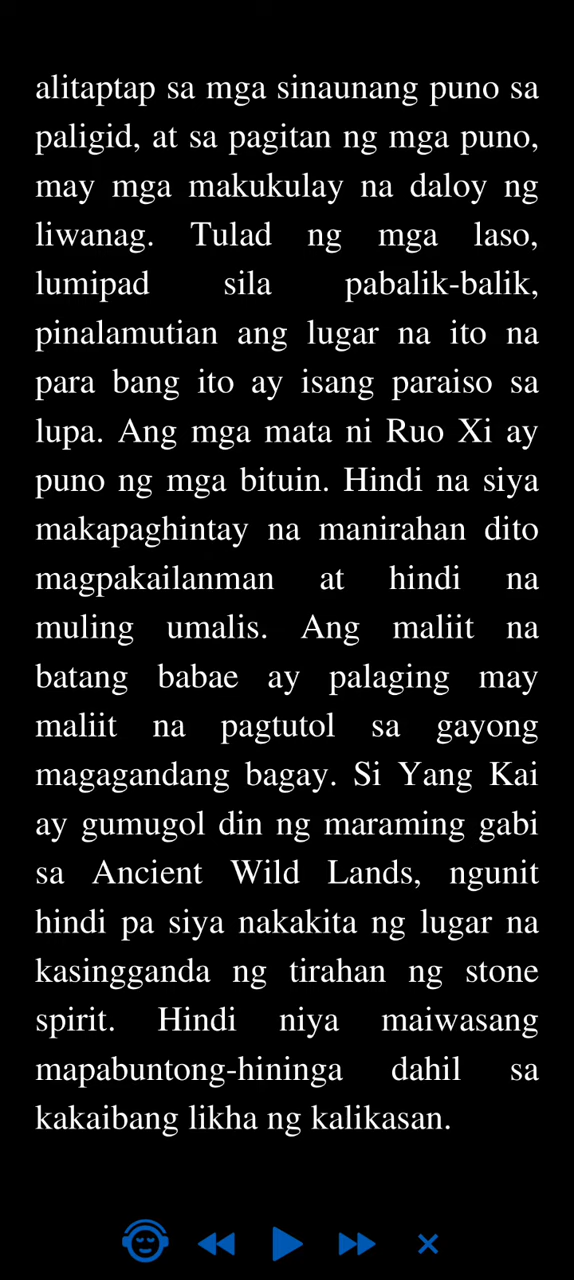 alitaptap sa mga sinaunang puno sa
paligid, at sa pagitan ng mga puno,
may mga makukulay na daloy ng
liwanag. Tulad ng mga laso,
lumipad sila pabalik-balik,
pinalamutian ang lugar na ito na
para bang ito ay isang paraiso sa
lupa. Ang mga mata ni Ruo Xi ay
puno ng mga bituin. Hindi na siya
makapaghintay na manirahan dito
magpakailanman at hindi na
muling umalis. Ang maliit na
batang babae ay palaging may
maliit na pagtutol sa gayong
magagandang bagay. Si Yang Kai
ay gumugol din ng maraming gabi
sa Ancient Wild Lands, ngunit
hindi pa siya nakakita ng lugar na
kasingganda ng tirahan ng stone
spirit. Hindi niya maiwasang
mapabuntong-hininga dahil sa
kakaibang likha ng kalikasan.